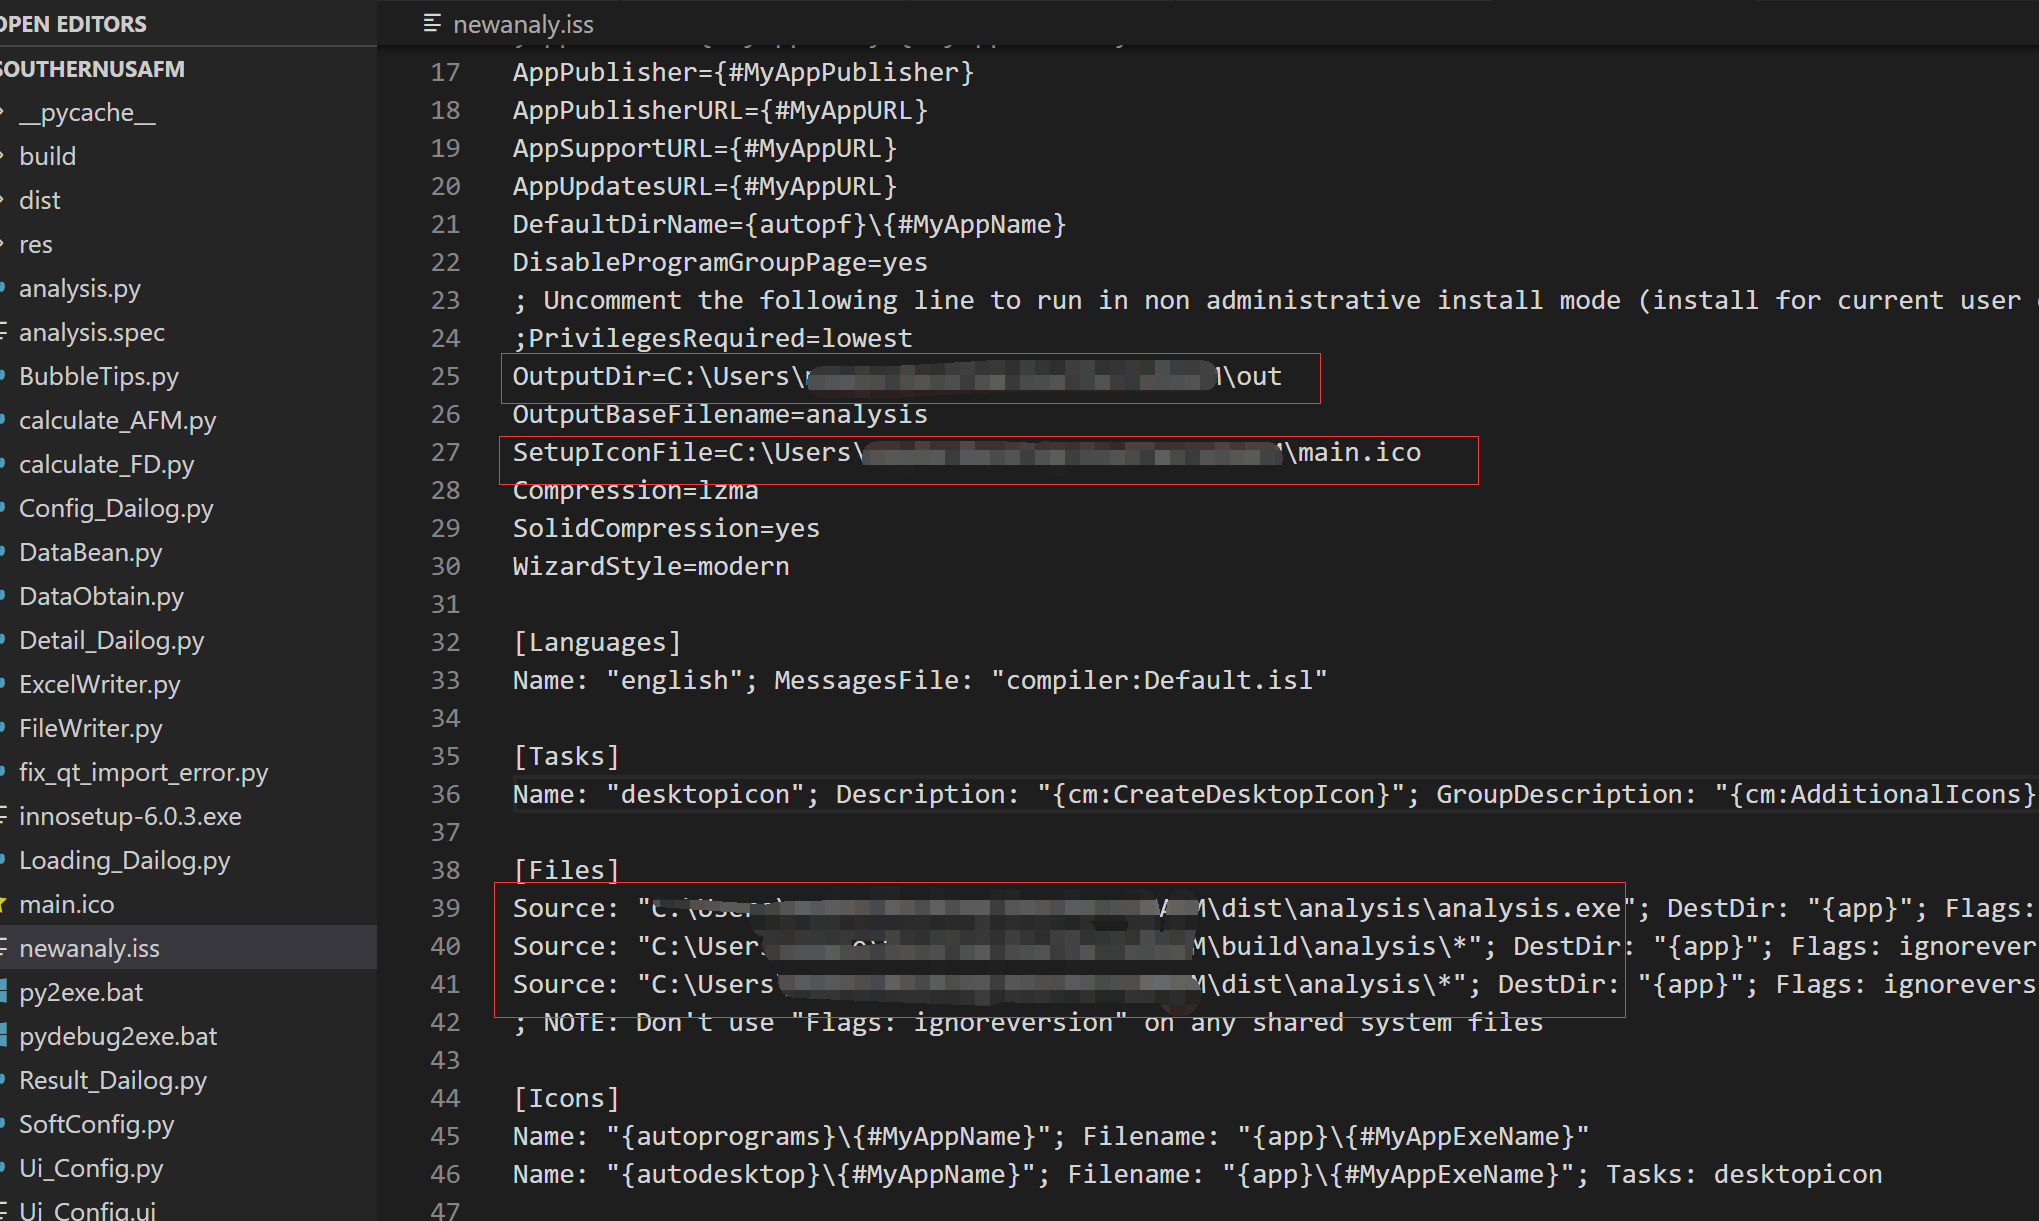 OPEN EDITORS
SOUTHERNUSAFM
__pycache__
build
dist
res
analysis.py
analysis.spec
BubbleTips.py
calculate_AFM.py
calculate_FD.py
Config_Dailog.py
DataBean.py
DataObtain.py
Detail_Dailog.py
ExcelWriter.py
FileWriter.py
fix_qt_import_error.py
innosetup-6.0.3.exe
Loading_Dailog.py
main.ico
newanaly.iss
py2exe.bat
pydebug2exe.bat
Result_Dailog.py
SoftConfig.py
Ui_Config.py
Ui_Config.ui
newanaly.iss
17 AppPublisher={#MyAppPublisher}
18 AppPublisherURL={#MyAppURL}
19 AppSupportURL={#MyAppURL}
20 AppUpdatesURL={#MyAppURL}
21 DefaultDirName={autopf}\{#MyAppName}
22 DisableProgramGroupPage=yes
23 ; Uncomment the following line to run in non administrative install mode (install for current user
24 ;PrivilegesRequired=lowest
25 OutputDir=C:\Users\ \out
26 OutputBaseFilename=analysis
27 SetupIconFile=C:\Users\ \main.ico
28 Compression=lzma
29 SolidCompression=yes
30 WizardStyle=modern
31
32 [Languages]
33 Name: "english"; MessagesFile: "compiler:Default.isl"
34
35 [Tasks]
36 Name: "desktopicon"; Description: "{cm:CreateDesktopIcon}"; GroupDescription: "{cm:AdditionalIcons}
37
38 [Files]
39 Source: "C:\Users\ M\dist\analysis\analysis.exe"; DestDir: "{app}"; Flags:
40 Source: "C:\Users M\build\analysis\*"; DestDir: "{app}"; Flags: ignorever
41 Source: "C:\Users M\dist\analysis\*"; DestDir: "{app}"; Flags: ignorevers
42 ; NOTE: Don't use "Flags: ignoreversion" on any shared system files
43
44 [Icons]
45 Name: "{autoprograms}\{#MyAppName}"; Filename: "{app}\{#MyAppExeName}"
46 Name: "{autodesktop}\{#MyAppName}"; Filename: "{app}\{#MyAppExeName}"; Tasks: desktopicon
47